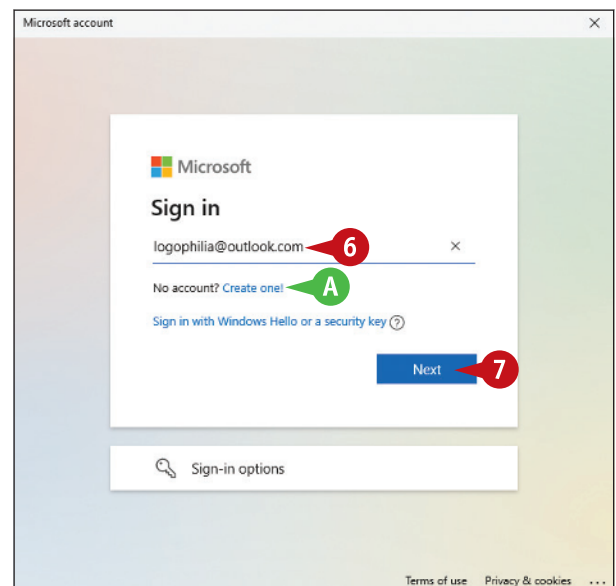 Microsoft account
Microsoft
Sign in
logophilia@outlook.com 6
No account? Create one! A
Sign in with Windows Hello or a security key ?
Next 7
Sign-in options
Terms of use Privacy & cookies ...